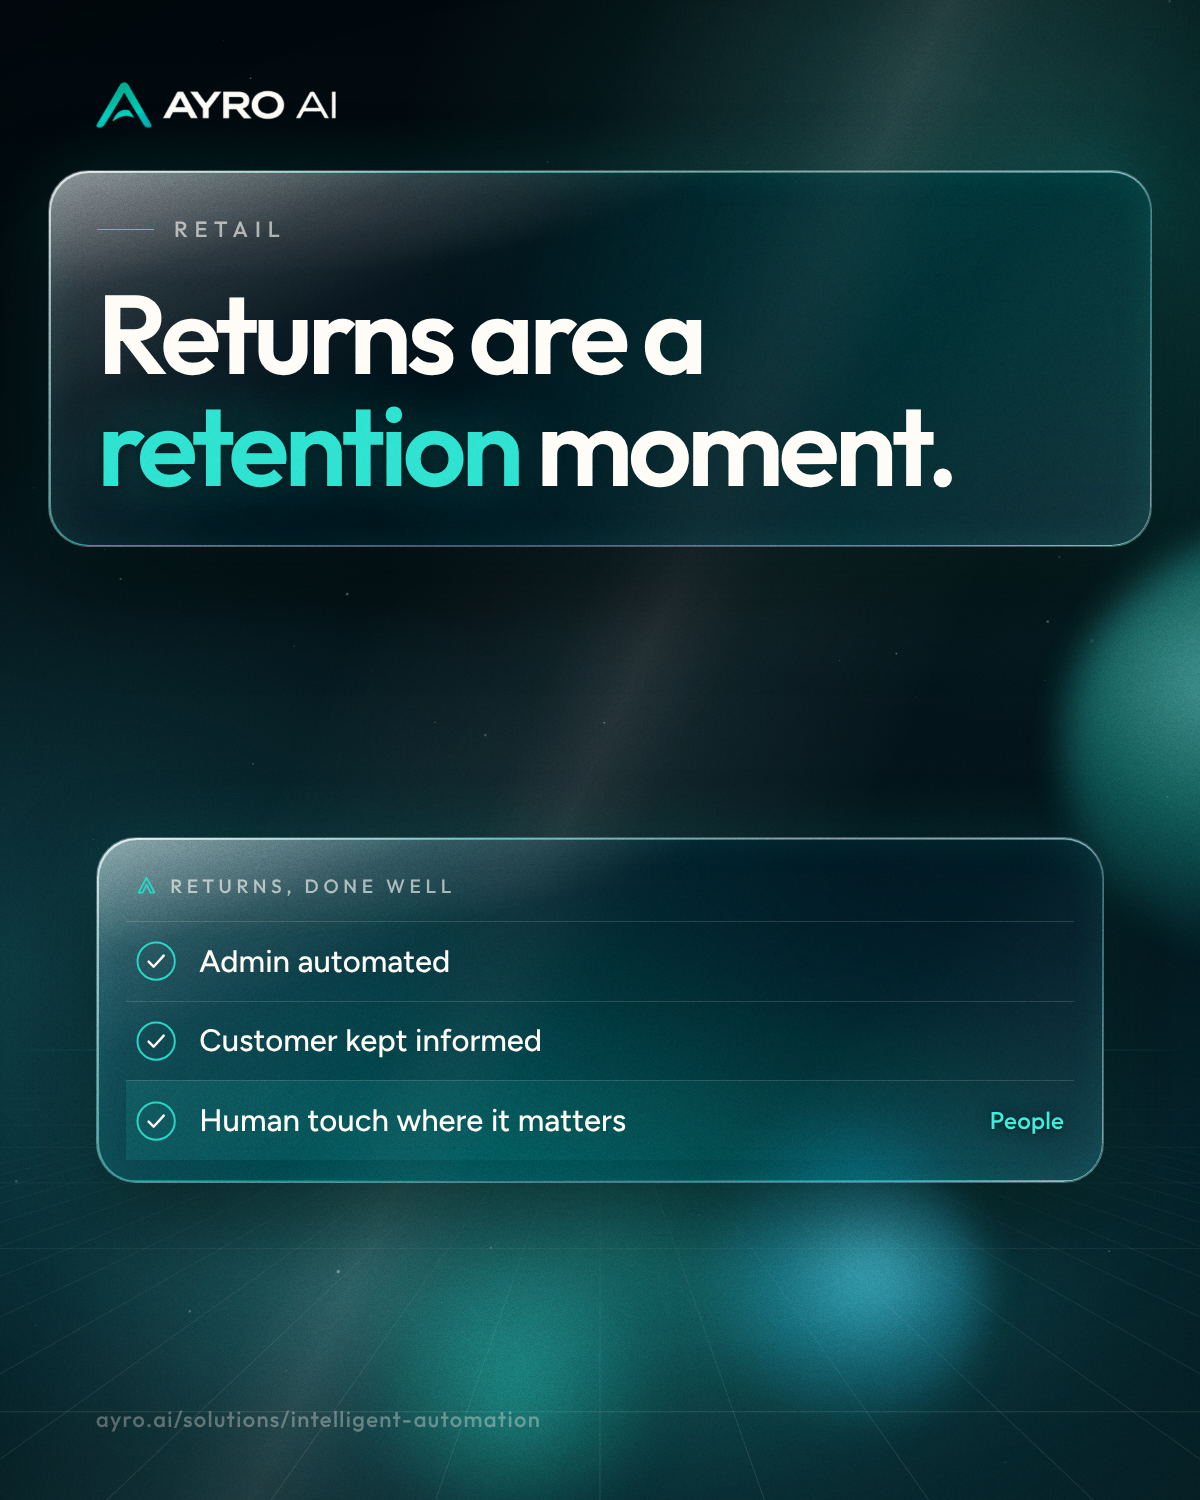 AYRO AI
RETAIL
Returns are a
retention moment.
RETURNS, DONE WELL
Admin automated
Customer kept informed
Human touch where it matters
People
ayro.ai/solutions/intelligent-automation